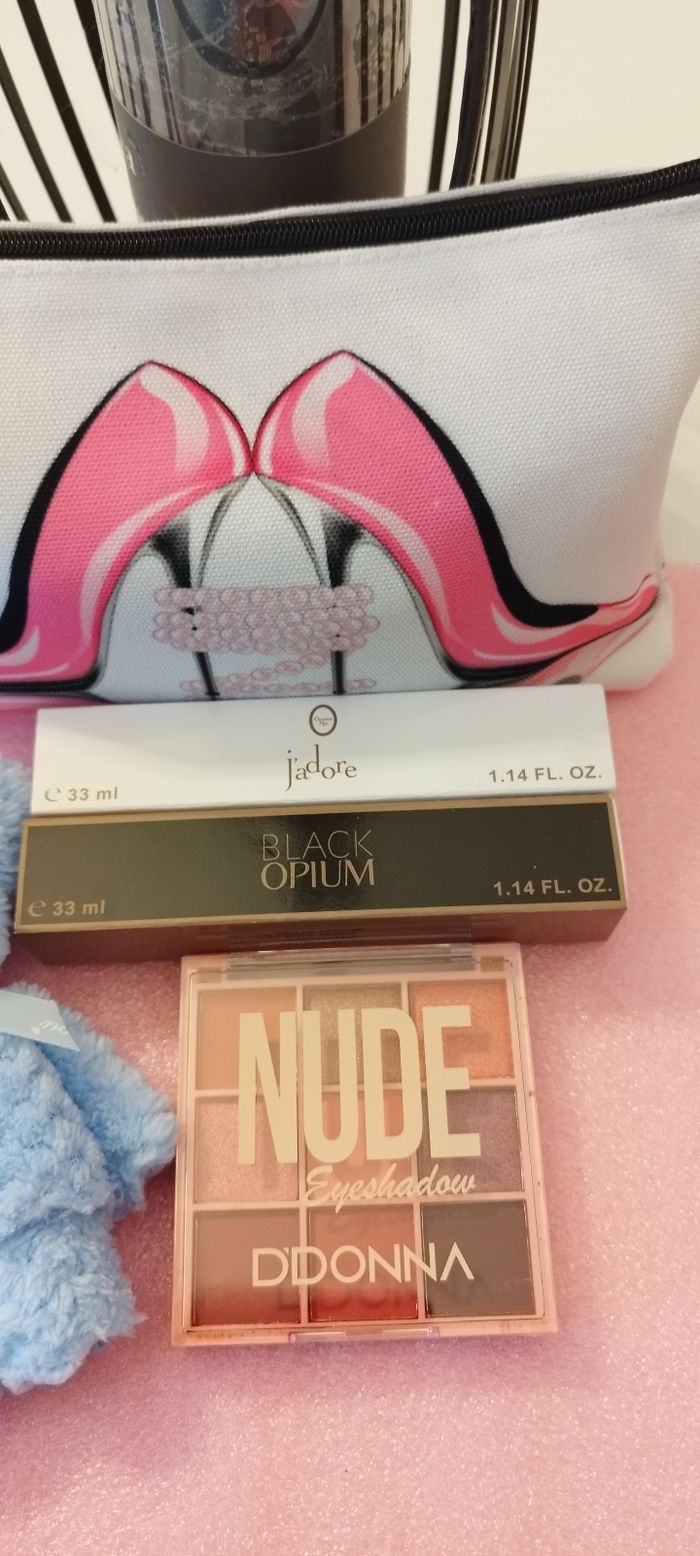 j'adore
℮ 33 ml
1.14 FL. OZ.
BLACK
OPIUM
℮ 33 ml
1.14 FL. OZ.
NUDE
Eyeshadow
D'DONNA